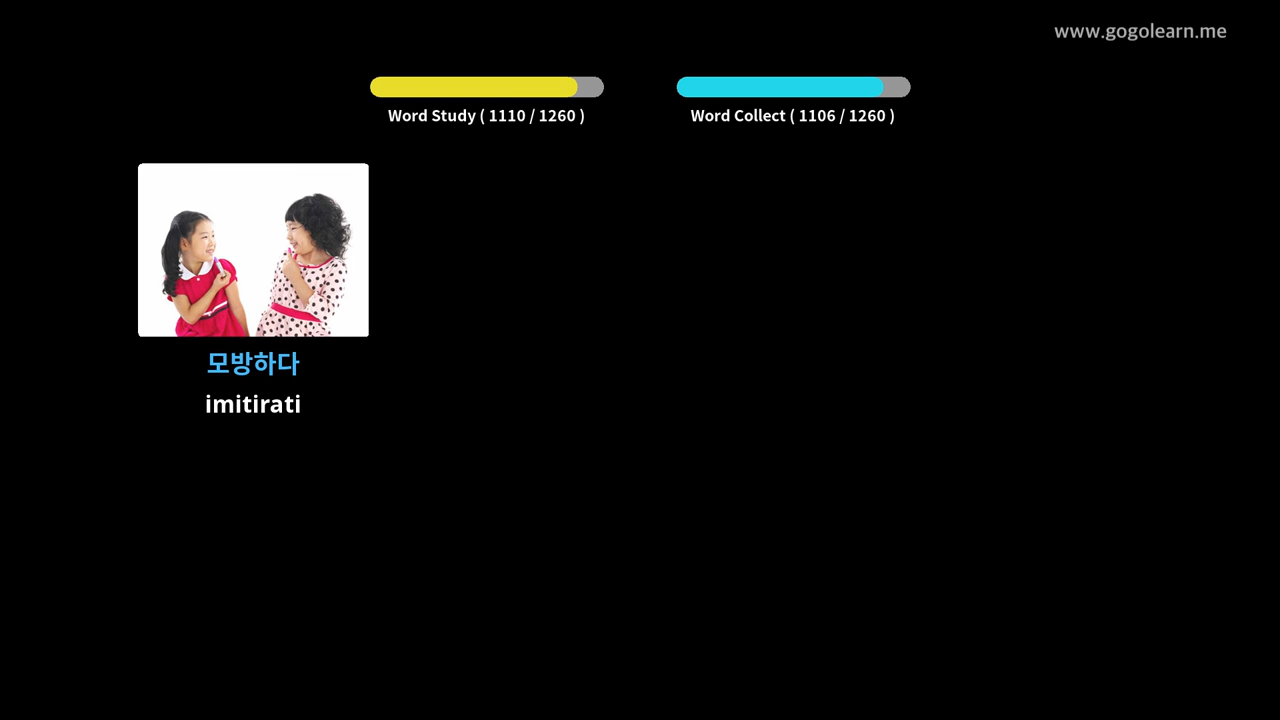 www.gogolearn.me
Word Study ( 1110 / 1260 )
Word Collect ( 1106 / 1260 )
모방하다
imitirati